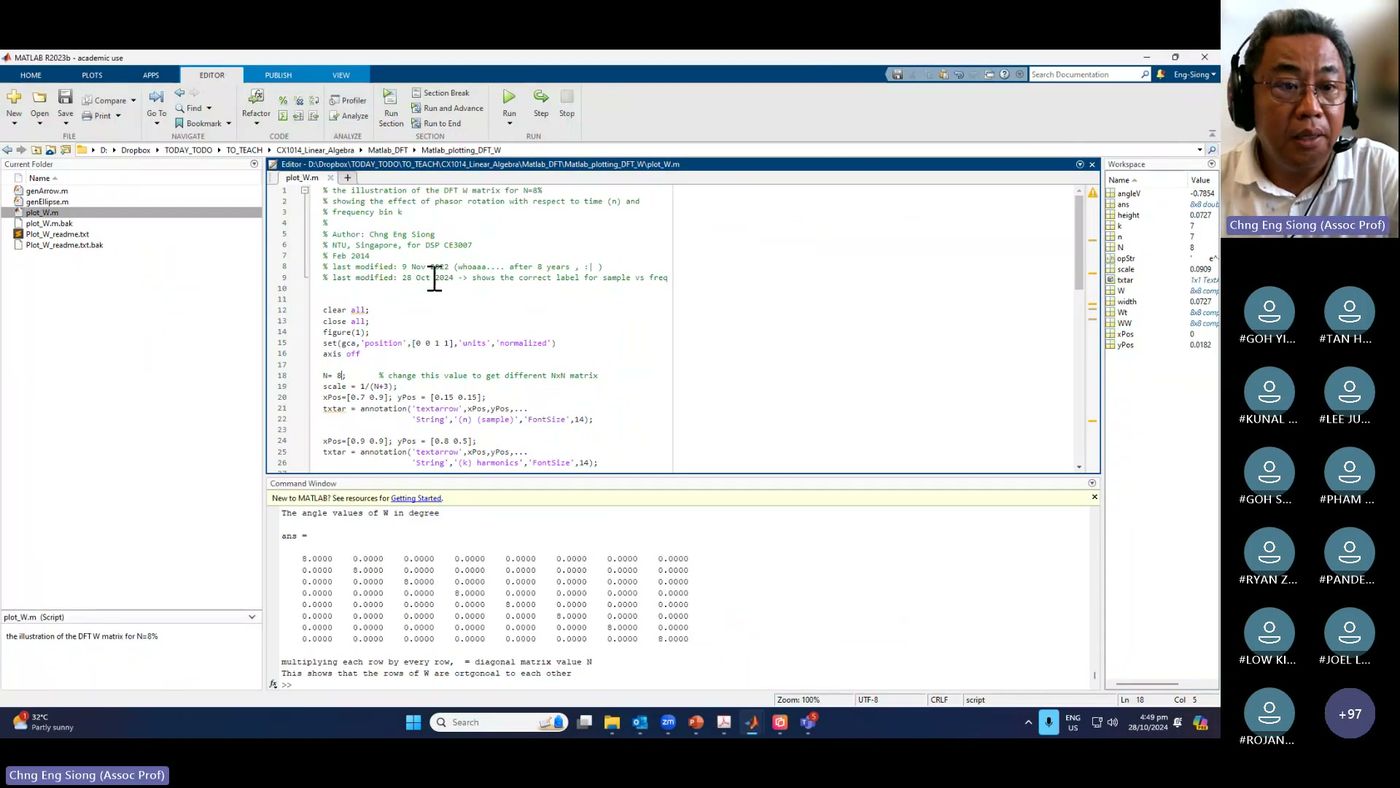 MATLAB R2023b - academic use
HOME PLOTS APPS EDITOR PUBLISH VIEW
Search Documentation
Eng-Siong
New Open Save
Compare
Print
Go To
Find
Bookmark
Refactor
Profiler
Analyze
Run Section
Section Break
Run and Advance
Run to End
Run Step Stop
FILE NAVIGATE CODE ANALYZE SECTION RUN
D: Dropbox TODAY_TODO TO_TEACH CX1014_Linear_Algebra Matlab_DFT Matlab_plotting_DFT_W
Current Folder
Name
genArrow.m
genEllipse.m
plot_W.m
plot_W.m.bak
Plot_W_readme.txt
Plot_W_readme.txt.bak
plot_W.m (Script)
the illustration of the DFT W matrix for N=8%
Editor - D:\Dropbox\TODAY_TODO\TO_TEACH\CX1014_Linear_Algebra\Matlab_DFT\Matlab_plotting_DFT_W\plot_W.m
plot_W.m
1 % the illustration of the DFT W matrix for N=8%
2 % showing the effect of phasor rotation with respect to time (n) and
3 % frequency bin k
4 %
5 % Author: Chng Eng Siong
6 % NTU, Singapore, for DSP CE3007
7 % Feb 2014
8 % last modified: 9 Nov 2022 (whoaaa.... after 8 years , :| )
9 % last modified: 28 Oct 2024 -> shows the correct label for sample vs freq
10
11
12 clear all;
13 close all;
14 figure(1);
15 set(gca,'position',[0 0 1 1],'units','normalized')
16 axis off
17
18 N= 8; % change this value to get different NxN matrix
19 scale = 1/(N+3);
20 xPos=[0.7 0.9]; yPos = [0.15 0.15];
21 txtar = annotation('textarrow',xPos,yPos,...
22 'String','(n) (sample)','FontSize',14);
23
24 xPos=[0.9 0.9]; yPos = [0.8 0.5];
25 txtar = annotation('textarrow',xPos,yPos,...
26 'String','(k) harmonics','FontSize',14);
Command Window
New to MATLAB? See resources for Getting Started.
The angle values of W in degree
ans =
8.0000 0.0000 0.0000 0.0000 0.0000 0.0000 0.0000 0.0000
0.0000 8.0000 0.0000 0.0000 0.0000 0.0000 0.0000 0.0000
0.0000 0.0000 8.0000 0.0000 0.0000 0.0000 0.0000 0.0000
0.0000 0.0000 0.0000 8.0000 0.0000 0.0000 0.0000 0.0000
0.0000 0.0000 0.0000 0.0000 8.0000 0.0000 0.0000 0.0000
0.0000 0.0000 0.0000 0.0000 0.0000 8.0000 0.0000 0.0000
0.0000 0.0000 0.0000 0.0000 0.0000 0.0000 8.0000 0.0000
0.0000 0.0000 0.0000 0.0000 0.0000 0.0000 0.0000 8.0000
multiplying each row by every row, = diagonal matrix value N
This shows that the rows of W are ortgonoal to each other
fx >>
Workspace
Name Value
angleV -0.7854
ans 8x8 doub
height 0.0727
k 7
n 7
N 8
opStr ' e^
scale 0.0909
txtar 1x1 Text
W 8x8 comp
width 0.0727
Wt 8x8 comp
WW 8x8 comp
xPos 0
yPos 0.0182
Zoom: 100% UTF-8 CRLF script Ln 18 Col 5
32°C
Partly sunny
Search
ENG
US
4:49 pm
28/10/2024
Chng Eng Siong (Assoc Prof)
#GOH YI... #TAN H...
#KUNAL ... #LEE JU...
#GOH S... #PHAM ...
#RYAN Z... #PANDE...
#LOW KI... #JOEL L...
#ROJAN... +97
Chng Eng Siong (Assoc Prof)